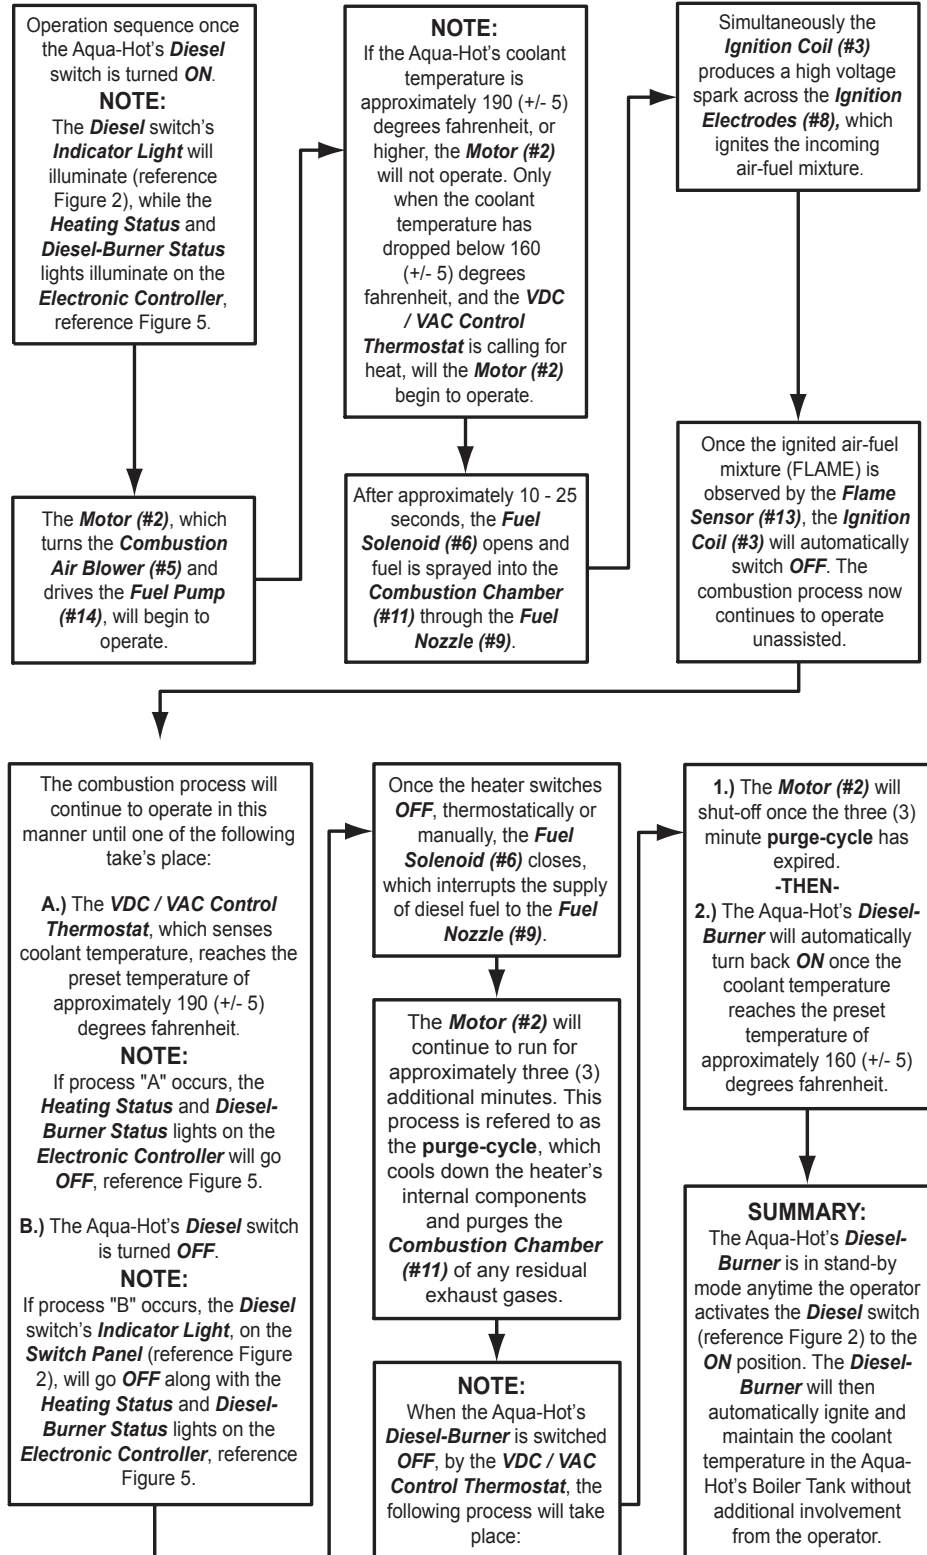 Operation sequence once
the Aqua-Hot's Diesel
switch is turned ON.
NOTE:
The Diesel switch's
Indicator Light will
illuminate (reference
Figure 2), while the
Heating Status and
Diesel-Burner Status
lights illuminate on the
Electronic Controller,
reference Figure 5.
The Motor (#2), which
turns the Combustion
Air Blower (#5) and
drives the Fuel Pump
(#14), will begin to
operate.
NOTE:
If the Aqua-Hot's coolant
temperature is
approximately 190 (+/- 5)
degrees fahrenheit, or
higher, the Motor (#2)
will not operate. Only
when the coolant
temperature has
dropped below 160
(+/- 5) degrees
fahrenheit, and the VDC
/ VAC Control
Thermostat is calling for
heat, will the Motor (#2)
begin to operate.
After approximately 10 - 25
seconds, the Fuel
Solenoid (#6) opens and
fuel is sprayed into the
Combustion Chamber
(#11) through the Fuel
Nozzle (#9).
Simultaneously the
Ignition Coil (#3)
produces a high voltage
spark across the Ignition
Electrodes (#8), which
ignites the incoming
air-fuel mixture.
Once the ignited air-fuel
mixture (FLAME) is
observed by the Flame
Sensor (#13), the Ignition
Coil (#3) will automatically
switch OFF. The
combustion process now
continues to operate
unassisted.
The combustion process will
continue to operate in this
manner until one of the following
take's place:
A.) The VDC / VAC Control
Thermostat, which senses
coolant temperature, reaches the
preset temperature of
approximately 190 (+/- 5)
degrees fahrenheit.
NOTE:
If process "A" occurs, the
Heating Status and Diesel-
Burner Status lights on the
Electronic Controller will go
OFF, reference Figure 5.
B.) The Aqua-Hot's Diesel switch
is turned OFF.
NOTE:
If process "B" occurs, the Diesel
switch's Indicator Light, on the
Switch Panel (reference Figure
2), will go OFF along with the
Heating Status and Diesel-
Burner Status lights on the
Electronic Controller, reference
Figure 5.
Once the heater switches
OFF, thermostatically or
manually, the Fuel
Solenoid (#6) closes,
which interrupts the supply
of diesel fuel to the Fuel
Nozzle (#9).
The Motor (#2) will
continue to run for
approximately three (3)
additional minutes. This
process is refered to as
the purge-cycle, which
cools down the heater's
internal components
and purges the
Combustion Chamber
(#11) of any residual
exhaust gases.
NOTE:
When the Aqua-Hot's
Diesel-Burner is switched
OFF, by the VDC / VAC
Control Thermostat, the
following process will take
place:
1.) The Motor (#2) will
shut-off once the three (3)
minute purge-cycle has
expired.
-THEN-
2.) The Aqua-Hot's Diesel-
Burner will automatically
turn back ON once the
coolant temperature
reaches the preset
temperature of
approximately 160 (+/- 5)
degrees fahrenheit.
SUMMARY:
The Aqua-Hot's Diesel-
Burner is in stand-by
mode anytime the operator
activates the Diesel switch
(reference Figure 2) to the
ON position. The Diesel-
Burner will then
automatically ignite and
maintain the coolant
temperature in the Aqua-
Hot's Boiler Tank without
additional involvement
from the operator.